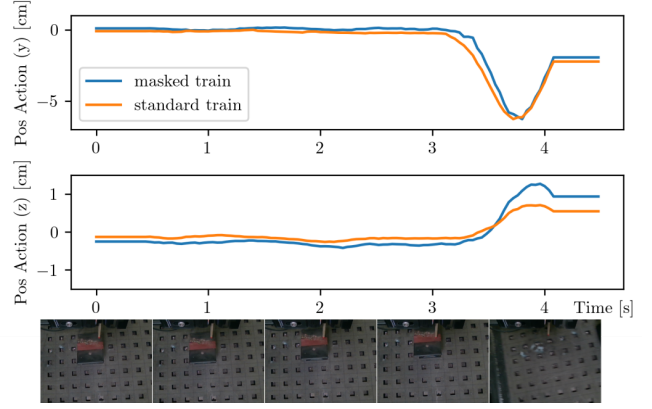 Pos Action (y) [cm]
0
−5
masked train
standard train
0 1 2 3 4
Pos Action (z) [cm]
1
0
−1
0 1 2 3 4 Time [s]